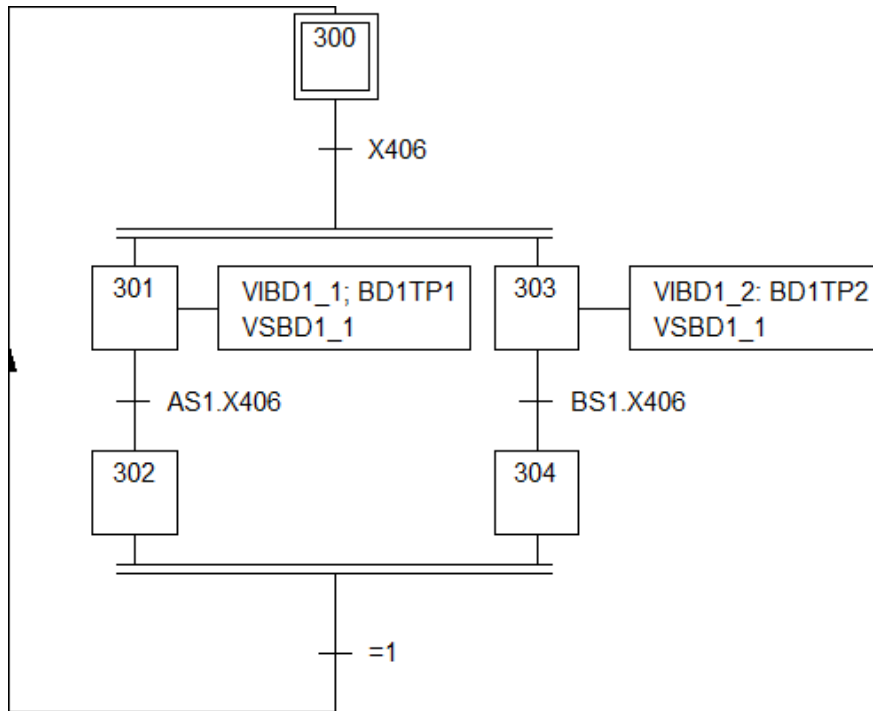 300
X406
301
VIBD1_1; BD1TP1
VSBD1_1
303
VIBD1_2: BD1TP2
VSBD1_1
AS1.X406
BS1.X406
302
304
=1